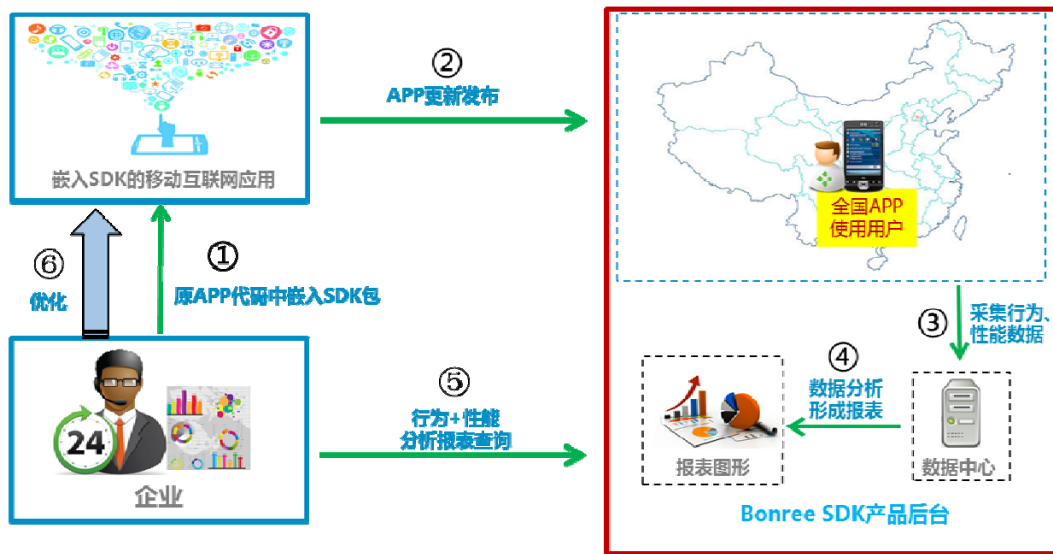 ②
APP更新发布
嵌入SDK的移动互联网应用
全国APP
使用用户
⑥
优化
①
原APP代码中嵌入SDK包
③
采集行为、
性能数据
④
数据分析
形成报表
⑤
行为+性能
分析报表查询
24
企业
报表图形
数据中心
Bonree SDK产品后台